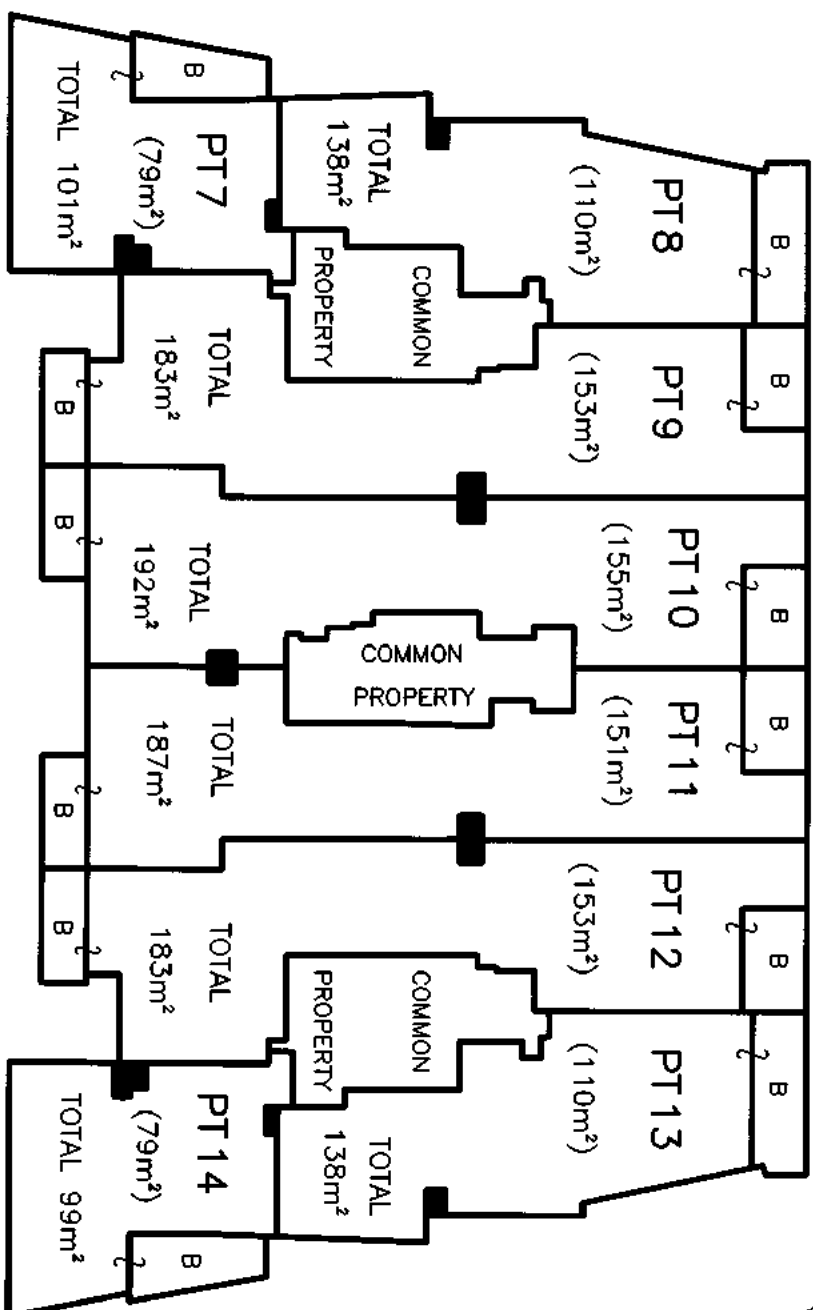 B
TOTAL 101m²
PT7
(79m²)
TOTAL
138m²
PT8
(110m²)
B
COMMON
PROPERTY
TOTAL
183m²
PT9
(153m²)
B
B
B
TOTAL
192m²
PT10
(155m²)
B
COMMON
PROPERTY
TOTAL
187m²
PT11
(151m²)
B
B
B
TOTAL
183m²
PT12
(153m²)
B
COMMON
PROPERTY
PT13
(110m²)
B
TOTAL
138m²
PT14
(79m²)
TOTAL 99m²
B